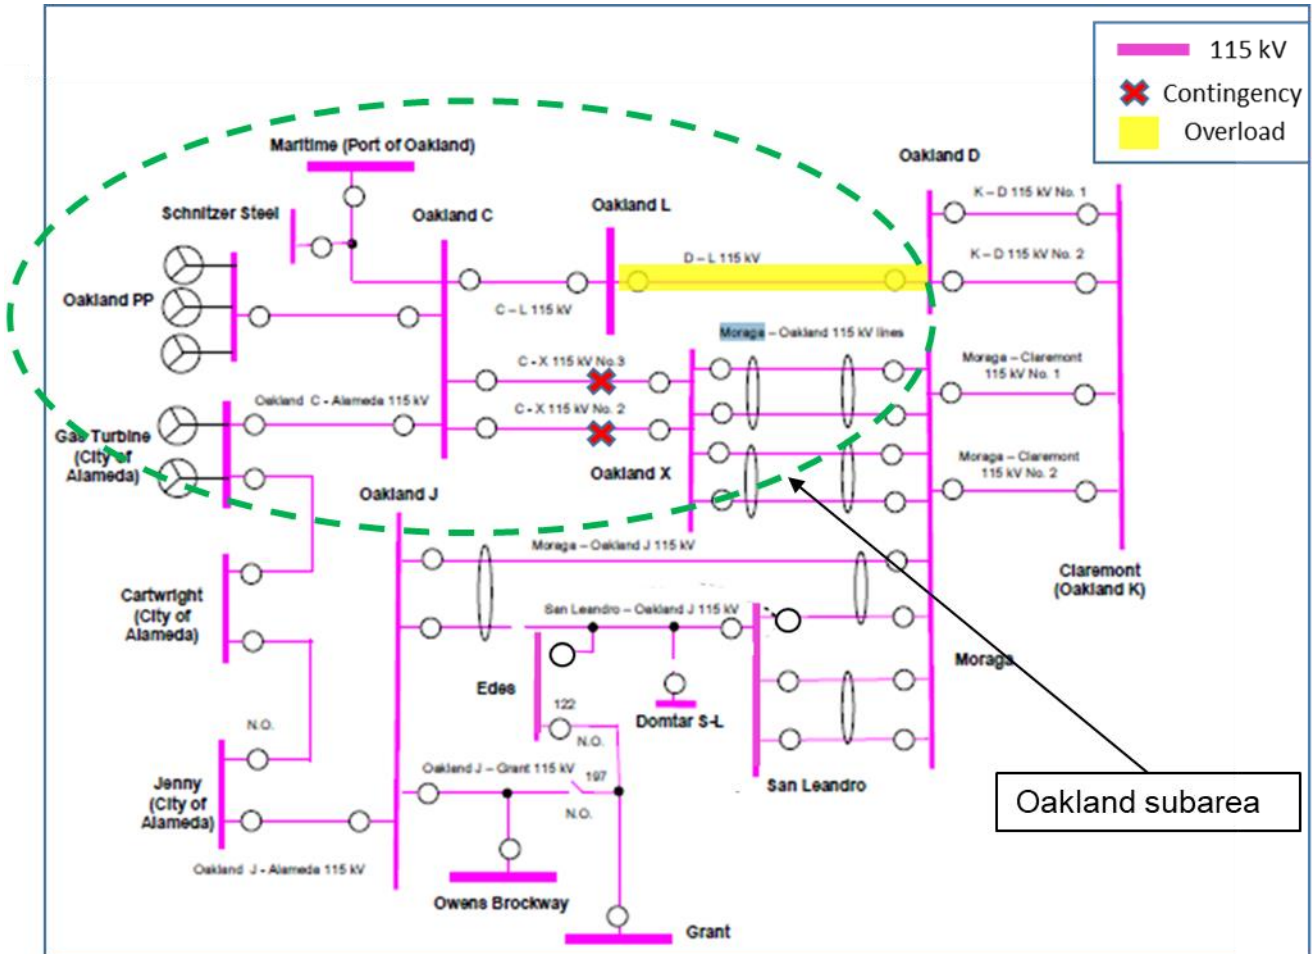 115 kV
Contingency
Overload
Maritime (Port of Oakland)
Oakland D
Schnitzer Steel
Oakland C
Oakland L
K – D 115 kV No. 1
D – L 115 kV
K – D 115 kV No. 2
Oakland PP
C – L 115 kV
Moraga – Oakland 115 kV lines
C - X 115 kV No.3
Moraga – Claremont
115 kV No. 1
Oakland C - Alameda 115 kV
C - X 115 kV No. 2
Gas Turbine
(City of
Alameda)
Oakland X
Moraga – Claremont
115 kV No. 2
Oakland J
Moraga – Oakland J 115 kV
Claremont
(Oakland K)
Cartwright
(City of
Alameda)
San Leandro – Oakland J 115 kV
Moraga
Edes
122
N.O.
Domtar S-L
N.O.
Oakland J – Grant 115 kV
197
N.O.
San Leandro
Jenny
(City of
Alameda)
Oakland subarea
Oakland J - Alameda 115 kV
Owens Brockway
Grant